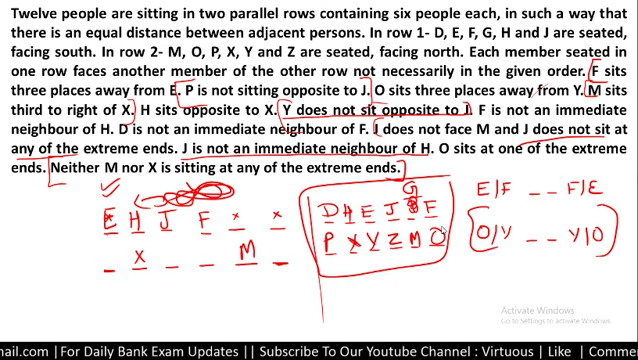 Twelve people are sitting in two parallel rows containing six people each, in such a way that
there is an equal distance between adjacent persons. In row 1- D, E, F, G, H and J are seated,
facing south. In row 2- M, O, P, X, Y and Z are seated, facing north. Each member seated in
one row faces another member of the other row not necessarily in the given order. F sits
three places away from E. P is not sitting opposite to J. O sits three places away from Y. M sits
third to right of X. H sits opposite to X. Y does not sit opposite to J. F is not an immediate
neighbour of H. D is not an immediate neighbour of F. J does not face M and J does not sit at
any of the extreme ends. J is not an immediate neighbour of H. O sits at one of the extreme
ends. Neither M nor X is sitting at any of the extreme ends.
E H J F × × D H E J G F E/F _ _ F/E
_ X _ _ M _ P X Y Z M O O/Y _ _ Y/O
Activate Windows
Go to Settings to activate Windows.
mail.com| For Daily Bank Exam Updates || Subscribe To Our Channel : Virtuous | Like | Comme